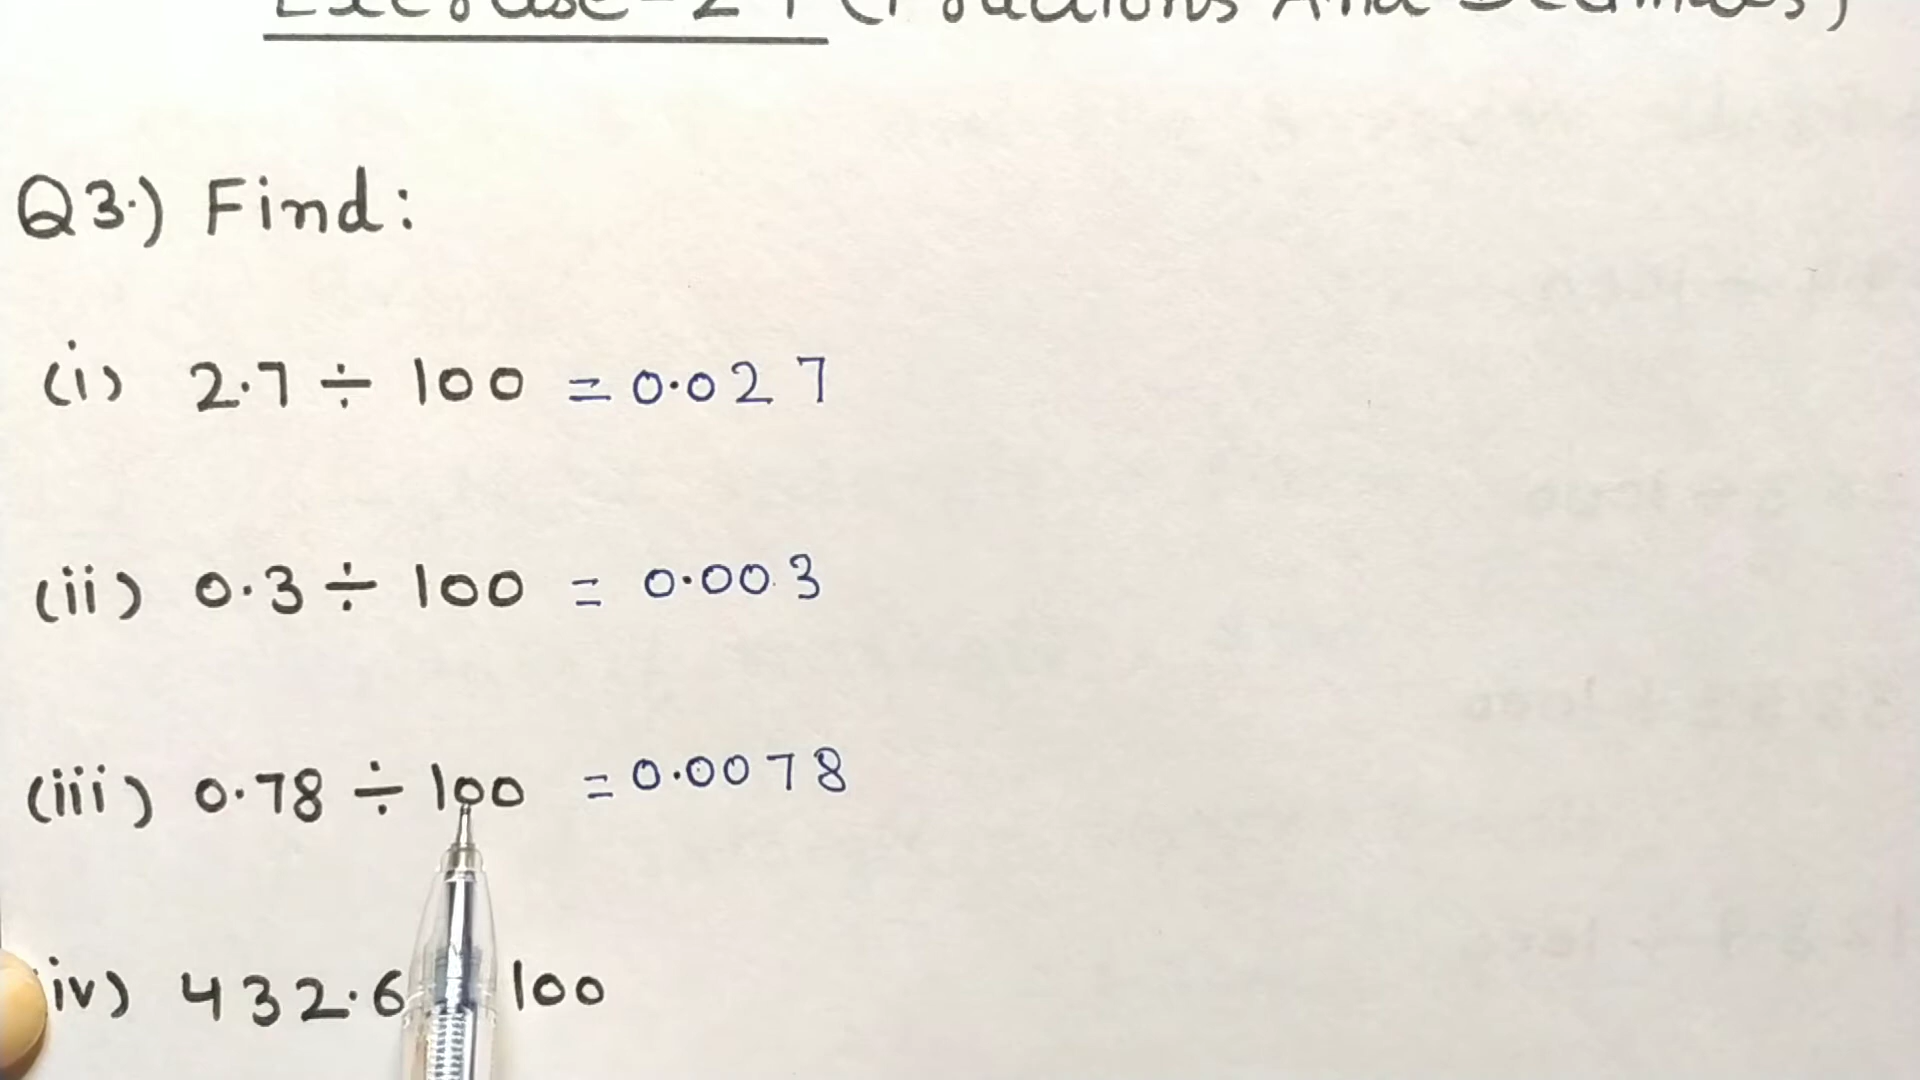 Q3.) Find:
(i) 2.7 ÷ 100 = 0.027
(ii) 0.3 ÷ 100 = 0.003
(iii) 0.78 ÷ 100 = 0.0078
iv) 432.6 100